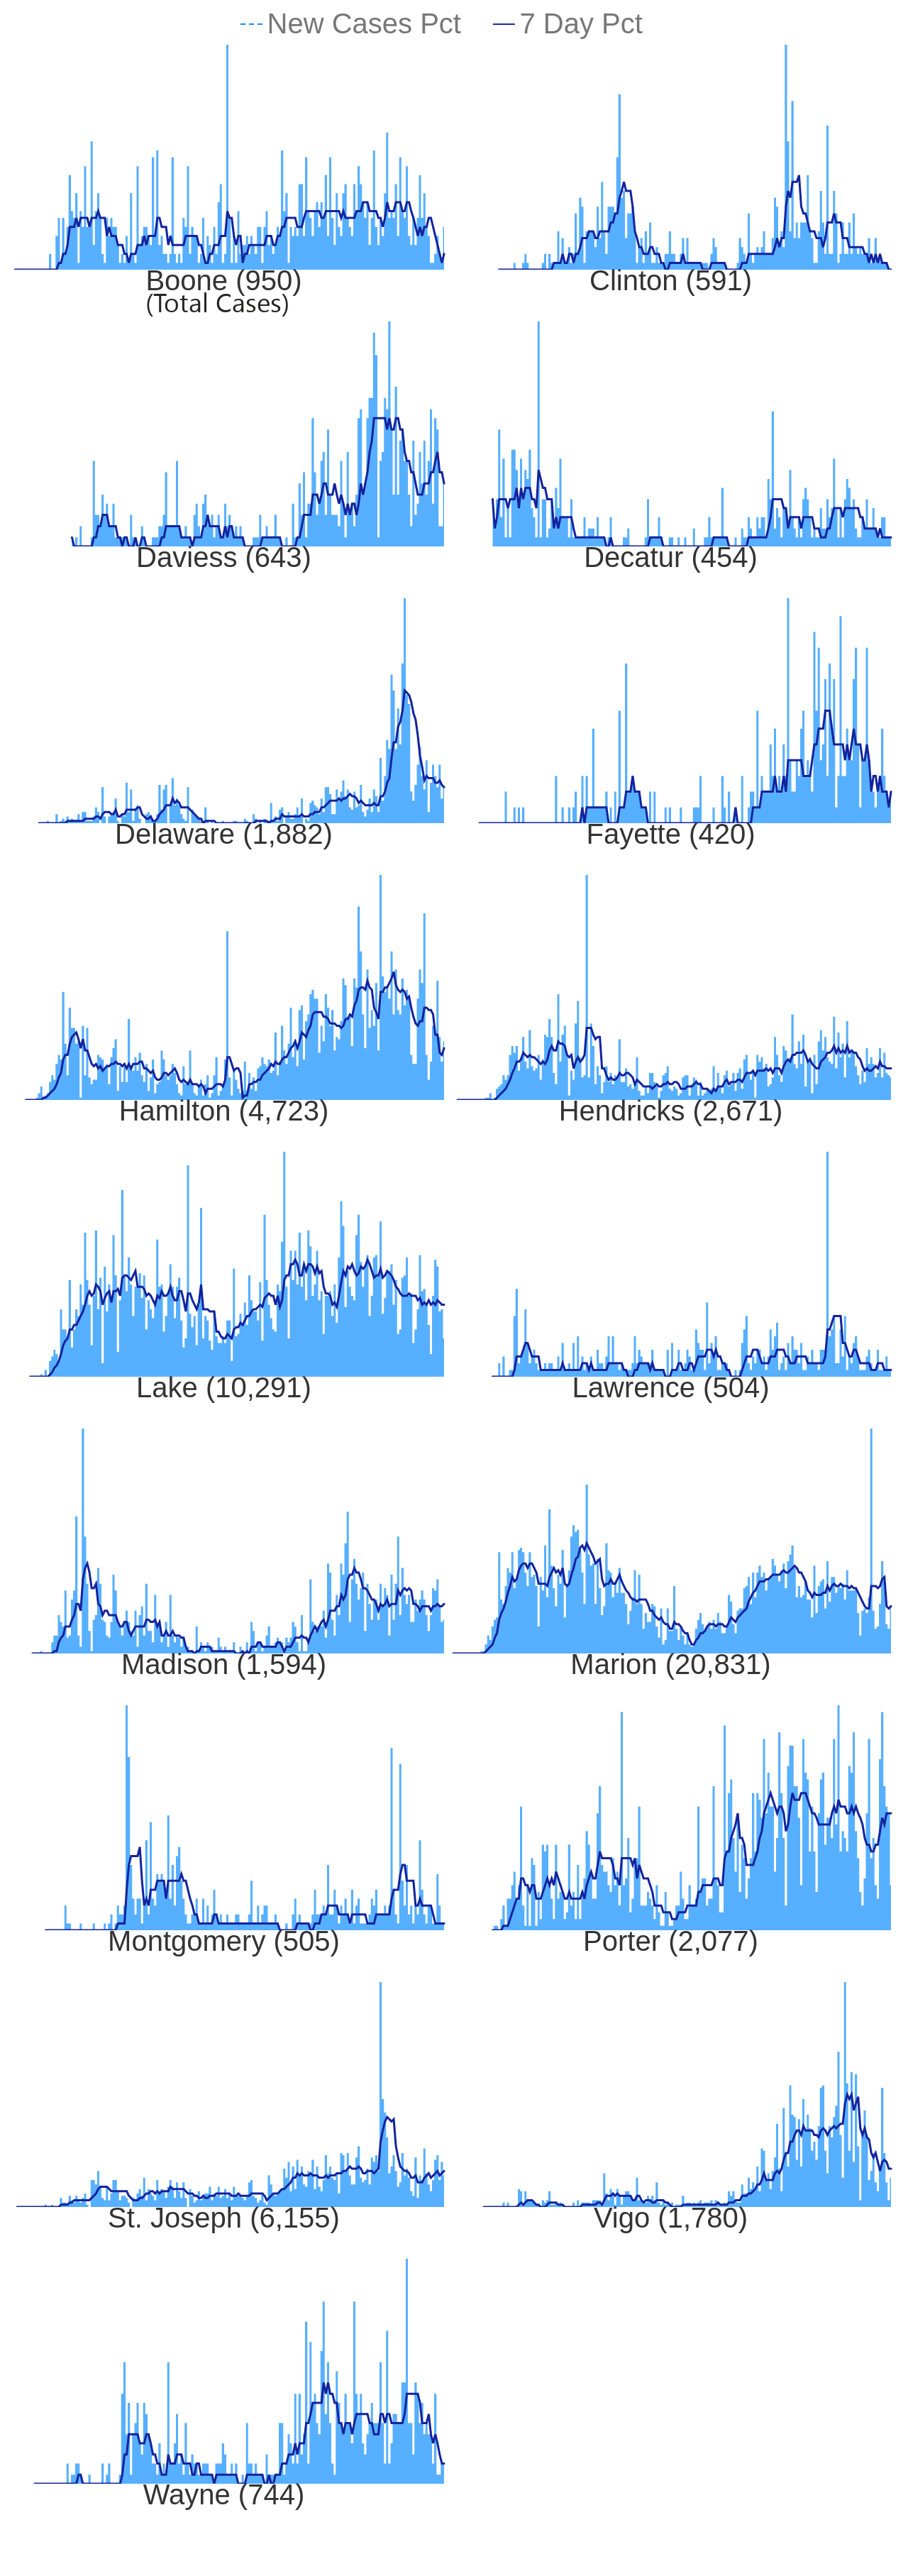 New Cases Pct 7 Day Pct
Boone (950) Clinton (591)
(Total Cases)
Daviess (643) Decatur (454)
Delaware (1,882) Fayette (420)
Hamilton (4,723) Hendricks (2,671)
Lake (10,291) Lawrence (504)
Madison (1,594) Marion (20,831)
Montgomery (505) Porter (2,077)
St. Joseph (6,155) Vigo (1,780)
Wayne (744)